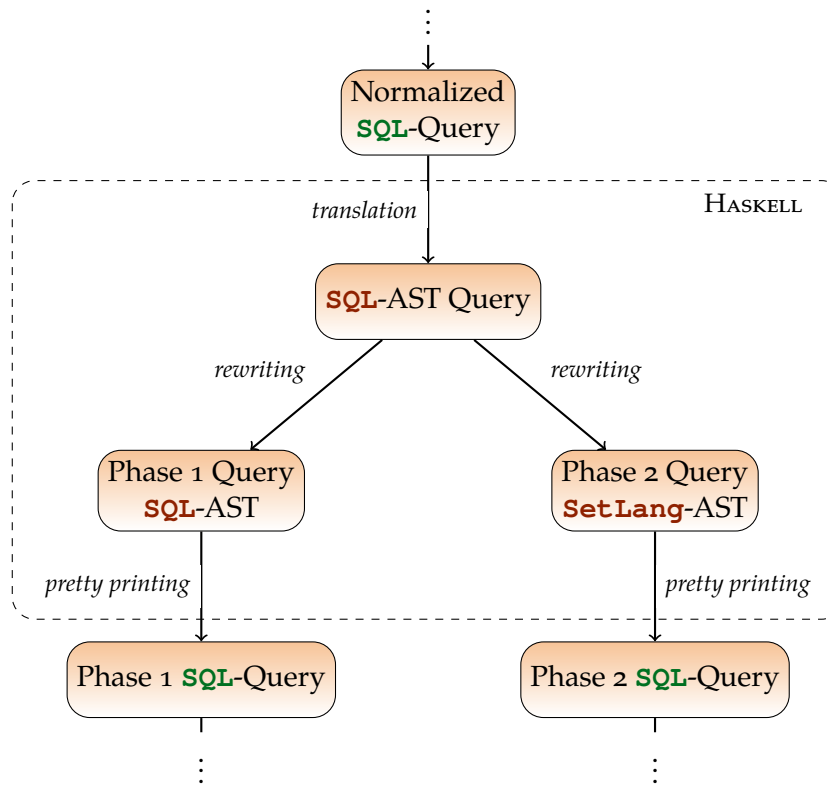 Normalized
SQL-Query
HASKELL
translation
SQL-AST Query
rewriting
rewriting
Phase 1 Query
SQL-AST
Phase 2 Query
SetLang-AST
pretty printing
pretty printing
Phase 1 SQL-Query
Phase 2 SQL-Query